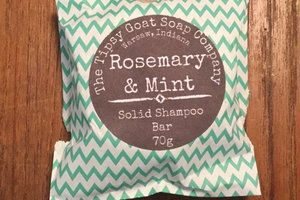 The Tipsy Goat Soap Company
Warsaw, Indiana
Rosemary
& Mint
Solid Shampoo
Bar
70g